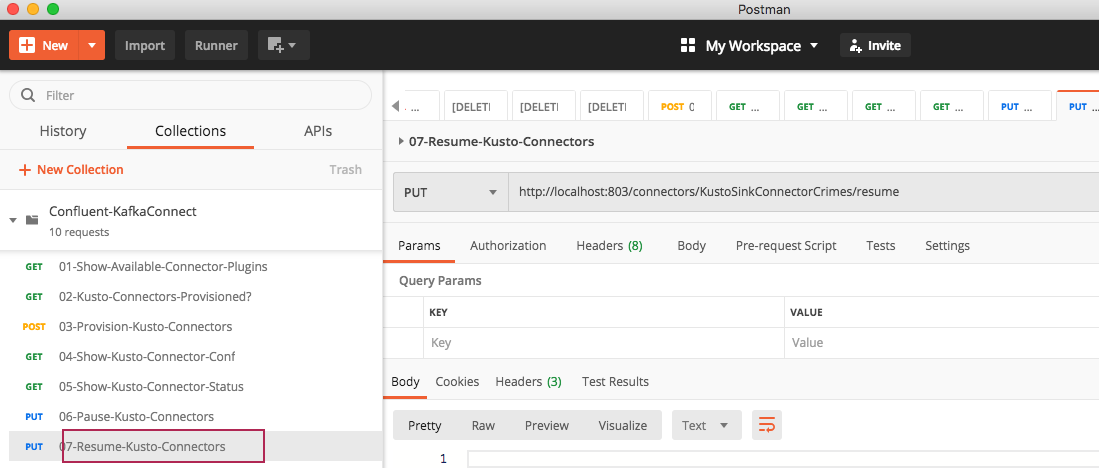 Postman
New
Import
Runner
My Workspace
Invite
Filter
History
Collections
APIs
+ New Collection
Trash
Confluent-KafkaConnect
10 requests
GET 01-Show-Available-Connector-Plugins
GET 02-Kusto-Connectors-Provisioned?
POST 03-Provision-Kusto-Connectors
GET 04-Show-Kusto-Connector-Conf
GET 05-Show-Kusto-Connector-Status
PUT 06-Pause-Kusto-Connectors
PUT 07-Resume-Kusto-Connectors
... [DELETI [DELETI [DELETI POST 0 GET ... GET ... GET ... GET ... PUT ... PUT ...
07-Resume-Kusto-Connectors
PUT http://localhost:803/connectors/KustoSinkConnectorCrimes/resume
Params Authorization Headers (8) Body Pre-request Script Tests Settings
Query Params
KEY VALUE
Key Value
Body Cookies Headers (3) Test Results
Pretty Raw Preview Visualize Text
1